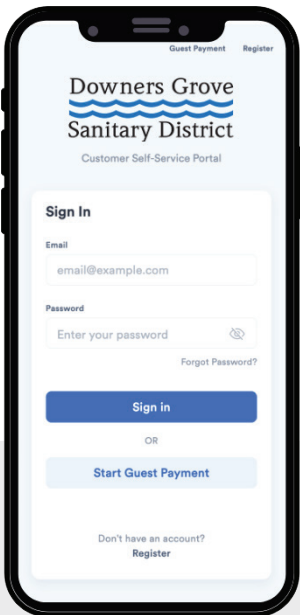 Guest Payment Register
Downers Grove
Sanitary District
Customer Self-Service Portal
Sign In
Email
email@example.com
Password
Enter your password
Forgot Password?
Sign in
OR
Start Guest Payment
Don't have an account?
Register